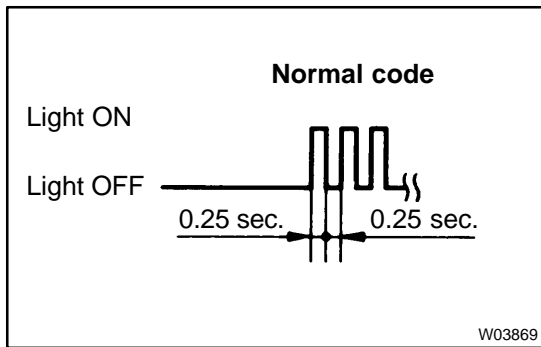 Normal code
Light ON
Light OFF
0.25 sec. 0.25 sec.
W03869